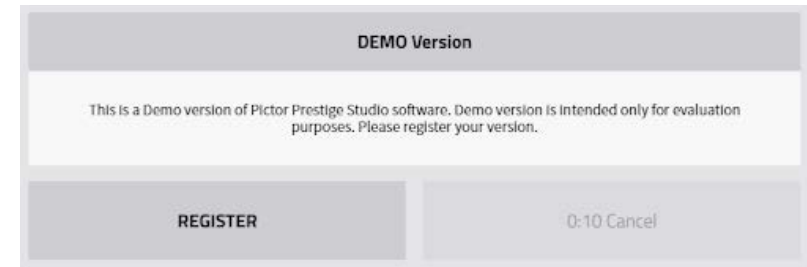 DEMO Version
This is a Demo version of Pictor Prestige Studio software. Demo version is intended only for evaluation
purposes. Please register your version.
REGISTER
0:10 Cancel